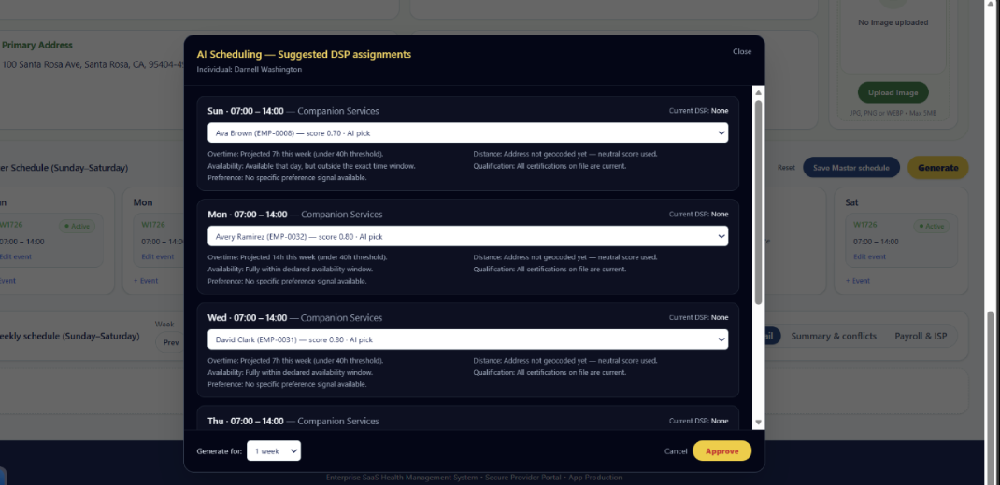 No image uploaded
Primary Address
100 Santa Rosa Ave, Santa Rosa, CA, 95404-4
Upload Image
JPG, PNG or WEBP • Max 5MB
AI Scheduling — Suggested DSP assignments
Close
Individual: Darnell Washington
Sun · 07:00 – 14:00 — Companion Services
Current DSP: None
Ava Brown (EMP-0008) — score 0.70 · AI pick
Overtime: Projected 7h this week (under 40h threshold).
Distance: Address not geocoded yet — neutral score used.
Availability: Available that day, but outside the exact time window.
Qualification: All certifications on file are current.
Preference: No specific preference signal available.
Mon · 07:00 – 14:00 — Companion Services
Current DSP: None
Avery Ramirez (EMP-0032) — score 0.80 · AI pick
Overtime: Projected 14h this week (under 40h threshold).
Distance: Address not geocoded yet — neutral score used.
Availability: Fully within declared availability window.
Qualification: All certifications on file are current.
Preference: No specific preference signal available.
Wed · 07:00 – 14:00 — Companion Services
Current DSP: None
David Clark (EMP-0031) — score 0.80 · AI pick
Overtime: Projected 7h this week (under 40h threshold).
Distance: Address not geocoded yet — neutral score used.
Availability: Fully within declared availability window.
Qualification: All certifications on file are current.
Preference: No specific preference signal available.
Thu · 07:00 – 14:00 — Companion Services
Current DSP: None
Generate for: 1 week
Cancel
Approve
er Schedule (Sunday–Saturday)
Reset
Save Master schedule
Generate
un
Mon
Sat
W1726
Active
W1726
W1726
Active
07:00 – 14:00
07:00 – 14:0
07:00 – 14:00
Edit event
Edit event
Edit event
Event
+ Event
+ Event
eekly schedule (Sunday–Saturday)
Week
Prev
ail
Summary & conflicts
Payroll & ISP
Enterprise SaaS Health Management System • Secure Provider Portal • App Production